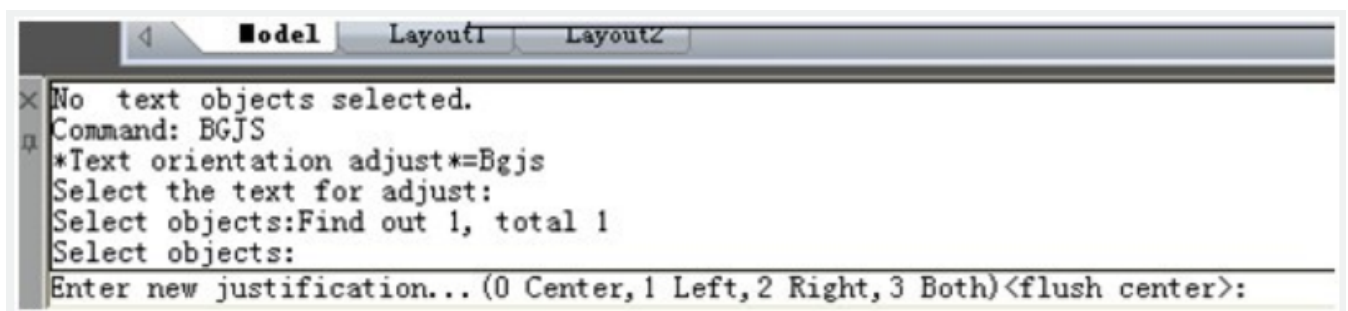 Model Layout1 Layout2
No text objects selected.
Command: BGJS
*Text orientation adjust*=Bgjs
Select the text for adjust:
Select objects:Find out 1, total 1
Select objects:
Enter new justification...(0 Center,1 Left,2 Right,3 Both)<flush center>: